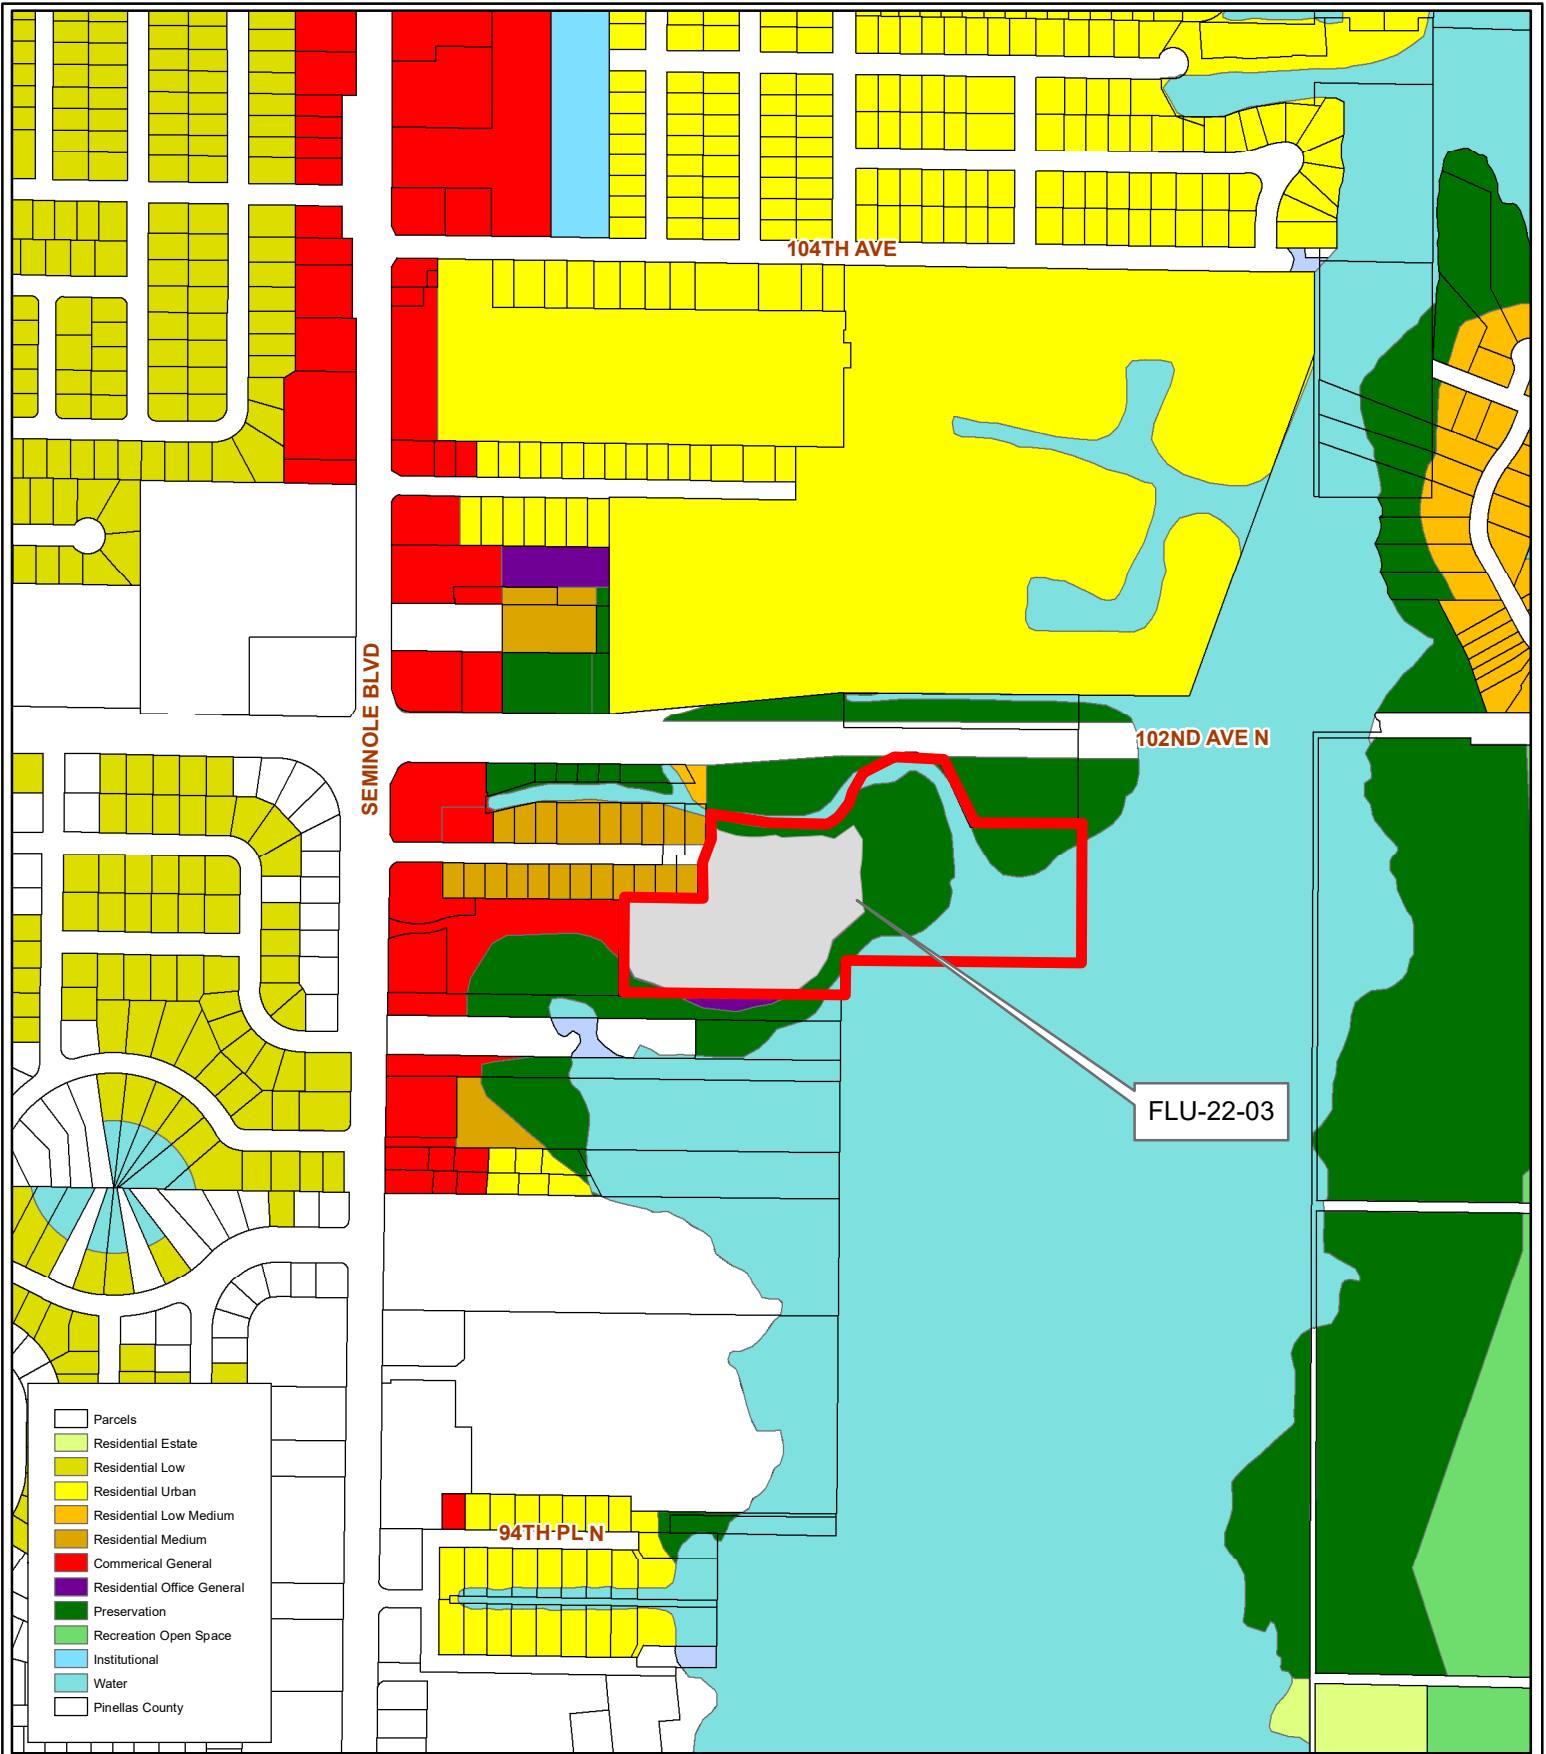 104TH AVE
SEMINOLE BLVD
102ND AVE N
FLU-22-03
Parcels
Residential Estate
Residential Low
Residential Urban
Residential Low Medium
Residential Medium
Commerical General
Residential Office General
Preservation
Recreation Open Space
Institutional
Water
Pinellas County
94TH PL N